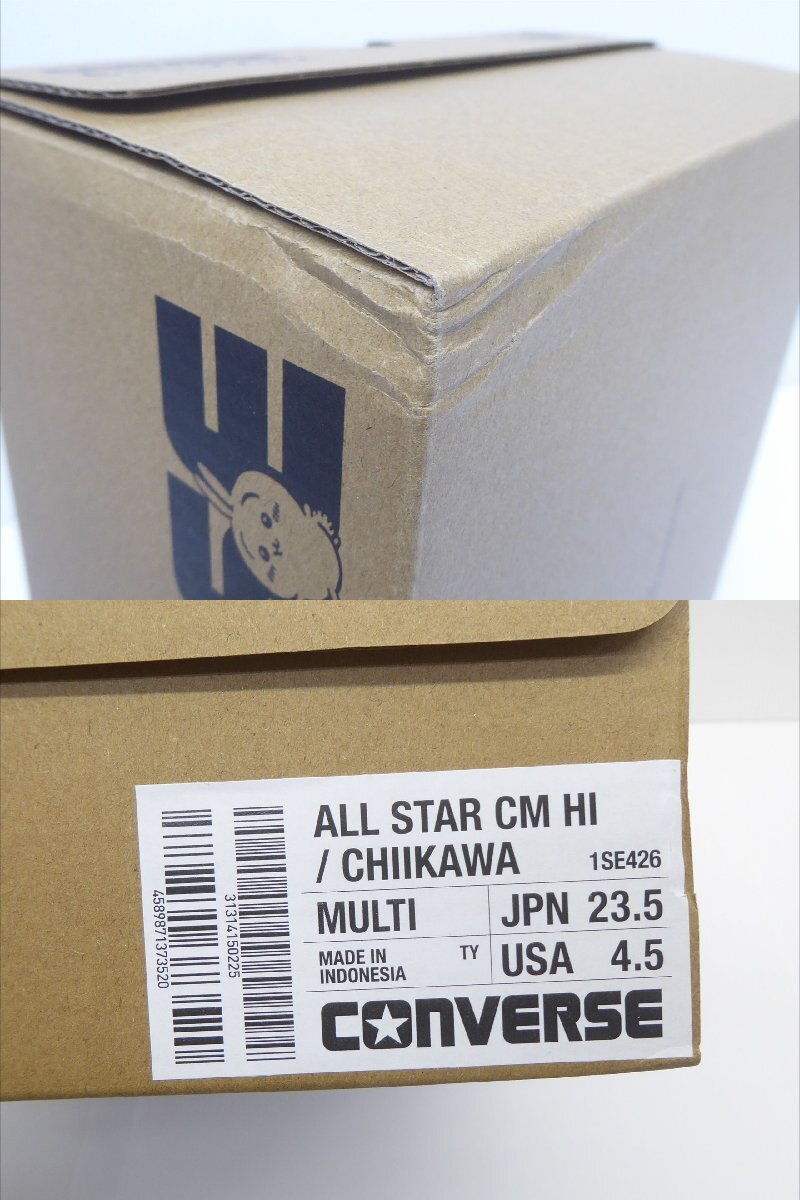 ALL STAR CM HI
/ CHIIKAWA 1SE426
MULTI JPN 23.5
MADE IN INDONESIA TY USA 4.5
CONVERSE
4589871373520
31314150225